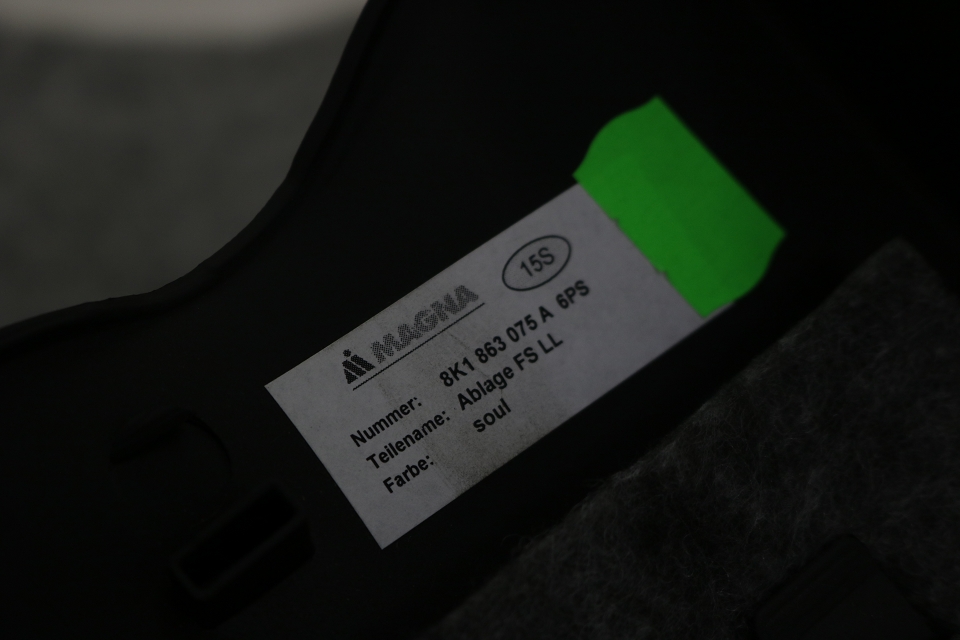 MAGNA
15S
Nummer: 8K1 863 075 A 6PS
Teilename: Ablage FS LL
Farbe: soul